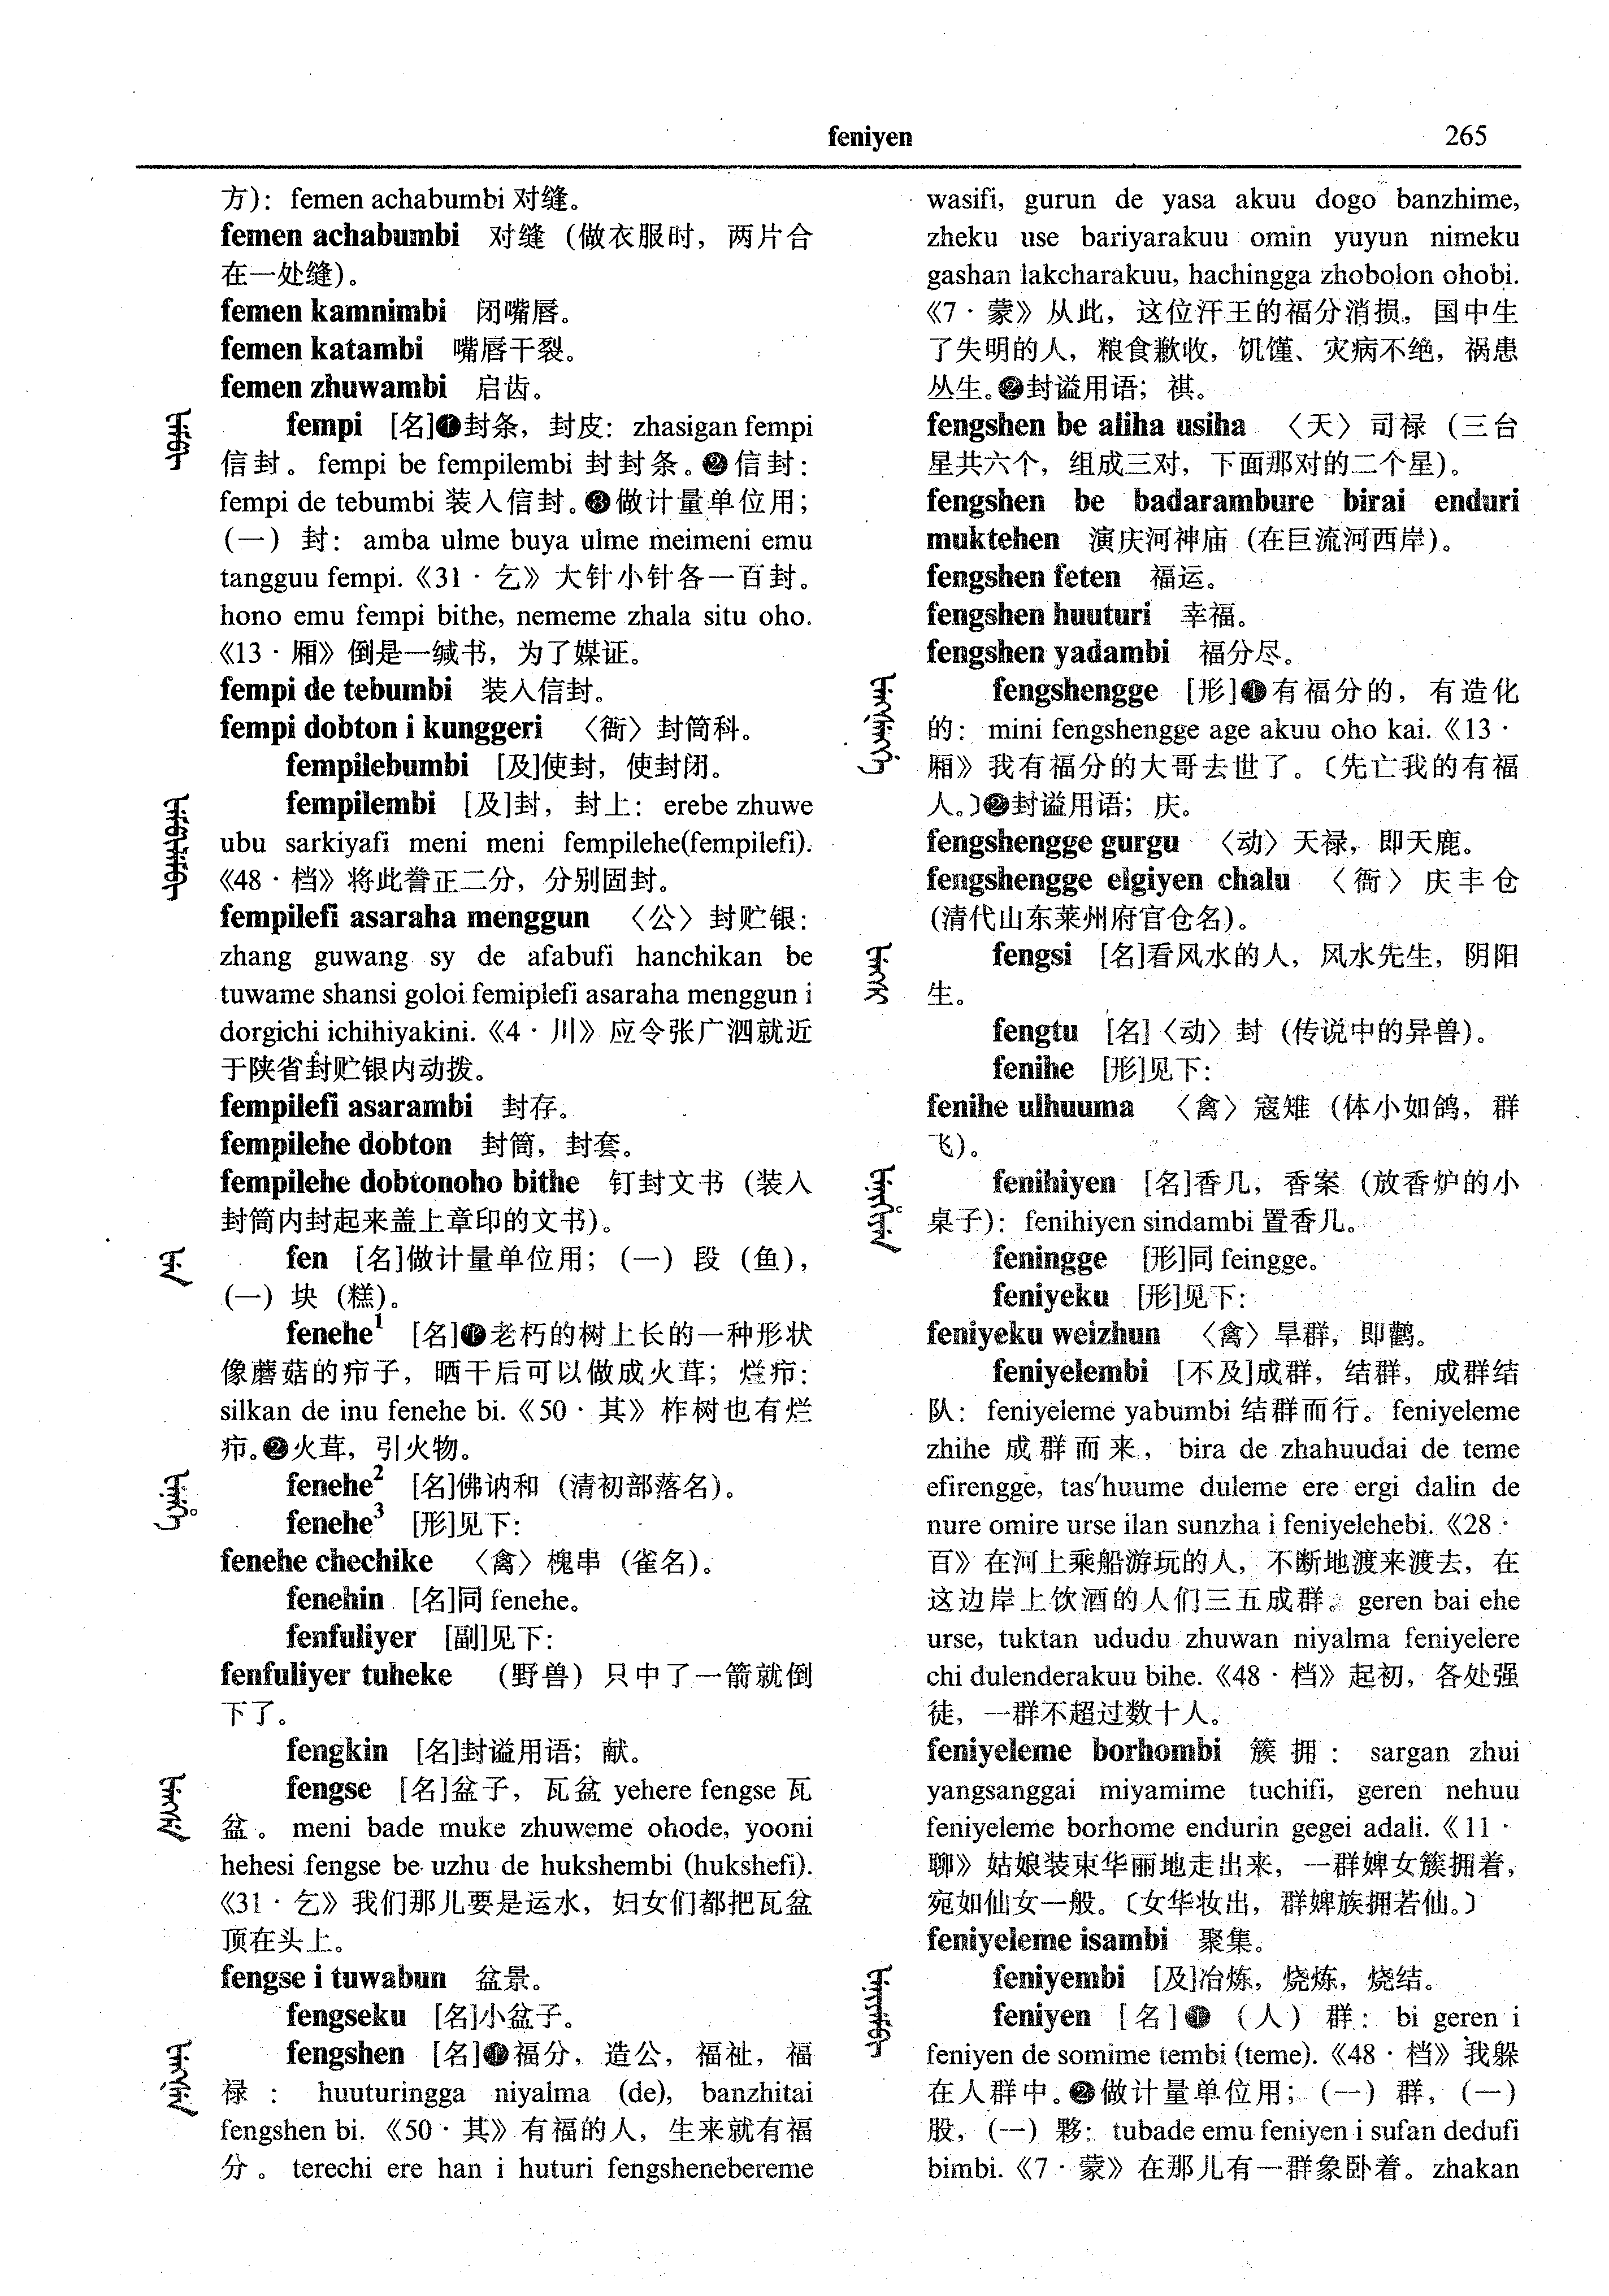 feniyen
265
方)：femen achabumbi 对缝。
femen achabumbi 对缝（做衣服时，两片合
在一处缝)。
femen kamnimbi 闭嘴唇。
femen katambi 嘴唇干裂。
femen zhuwambi 启齿。
fempi [名]❶封条，封皮：zhasigan fempi
信封。fempi be fempilembi 封封条。❷信封：
fempi de tebumbi 装入信封。❸做计量单位用；
（一）封：amba ulme buya ulme meimeni emu
tangguu fempi.《31·乞》大针小针各一百封。
hono emu fempi bithe, nememe zhala situ oho.
《13·厢》倒是一缄书，为了媒证。
fempi de tebumbi 装入信封。
fempi dobton i kunggeri 〈衙〉封筒科。
fempilebumbi [及]使封，使封闭。
fempilembi [及]封，封上：erebe zhuwe
ubu sarkiyafi meni meni fempilehe(fempilefi).
《48·档》将此誊正二分，分别固封。
fempilefi asaraha menggun 〈公〉封贮银：
zhang guwang sy de afabufi hanchikan be
tuwame shansi goloi femiplefi asaraha menggun i
dorgichi ichihiyakini.《4·川》应令张广泗就近
于陕省封贮银内动拨。
fempilefi asarambi 封存。
fempilehe dobton 封筒，封套。
fempilehe dobtonoho bithe 钉封文书（装入
封筒内封起来盖上章印的文书)。
fen [名]做计量单位用；（一）段（鱼)，
（一）块（糕)。
fenehe¹ [名]❶老朽的树上长的一种形状
像蘑菇的疖子，晒干后可以做成火茸；烂疖：
silkan de inu fenehe bi.《50·其》柞树也有烂
疖。❷火茸，引火物。
fenehe² [名]佛讷和（清初部落名)。
fenehe³ [形]见下：
fenehe chechike 〈禽〉槐串（雀名)。
fenehin [名]同 fenehe。
fenfuliyer [副]见下：
fenfuliyer tuheke （野兽）只中了一箭就倒
下了。
fengkin [名]封谥用语；献。
fengse [名]盆子，瓦盆 yehere fengse 瓦
盆。meni bade muke zhuweme ohode, yooni
hehesi fengse be uzhu de hukshembi (hukshefi).
《31·乞》我们那儿要是运水，妇女们都把瓦盆
顶在头上。
fengse i tuwabun 盆景。
fengseku [名]小盆子。
fengshen [名]❶福分，造公，福祉，福
禄：huuturingga niyalma (de), banzhitai
fengshen bi.《50·其》有福的人，生来就有福
分。terechi ere han i huturi fengshenebereme
wasifi, gurun de yasa akuu dogo banzhime,
zheku use bariyarakuu omin yuyun nimeku
gashan lakcharakuu, hachingga zhobolon ohobi.
《7·蒙》从此，这位汗王的福分消损，国中生
了失明的人，粮食歉收，饥馑、灾病不绝，祸患
丛生。❷封谥用语；祺。
fengshen be aliha usiha 〈天〉司禄（三台
星共六个，组成三对，下面那对的二个星)。
fengshen be badarambure birai enduri
muktehen 演庆河神庙（在巨流河西岸)。
fengshen feten 福运。
fengshen huuturi 幸福。
fengshen yadambi 福分尽。
fengshengge [形]❶有福分的，有造化
的：mini fengshengge age akuu oho kai.《13·
厢》我有福分的大哥去世了。〔先亡我的有福
人。〕❷封谥用语；庆。
fengshengge gurgu 〈动〉天禄，即天鹿。
fengshengge elgiyen chalu 〈衙〉庆丰仓
(清代山东莱州府官仓名)。
fengsi [名]看风水的人，风水先生，阴阳
生。
fengtu [名]〈动〉封（传说中的异兽)。
fenihe [形]见下：
fenihe ulhuuma 〈禽〉寇雉（体小如鸽，群
飞)。
fenihiyen [名]香几，香案（放香炉的小
桌子)：fenihiyen sindambi 置香几。
feningge [形]同 feingge。
feniyeku [形]见下：
feniyeku weizhun 〈禽〉旱群，即鹳。
feniyelembi [不及]成群，结群，成群结
队：feniyeleme yabumbi 结群而行。feniyeleme
zhihe 成群而来，bira de zhahuudai de teme
efirengge, tas'huume duleme ere ergi dalin de
nure omire urse ilan sunzha i feniyelehebi.《28·
百》在河上乘船游玩的人，不断地渡来渡去，在
这边岸上饮酒的人们三五成群。geren bai ehe
urse, tuktan ududu zhuwan niyalma feniyelere
chi dulenderakuu bihe.《48·档》起初，各处强
徒，一群不超过数十人。
feniyeleme borhombi 簇拥：sargan zhui
yangsanggai miyamime tuchifi, geren nehuu
feniyeleme borhome endurin gegei adali.《11·
聊》姑娘装束华丽地走出来，一群婢女簇拥着，
宛如仙女一般。〔女华妆出，群婢族拥若仙。〕
feniyeleme isambi 聚集。
feniyembi [及]冶炼，烧炼，烧结。
feniyen [名]❶（人）群：bi geren i
feniyen de somime tembi (teme).《48·档》我躲
在人群中。❷做计量单位用；（一）群，（一）
股，（一）夥：tubade emu feniyen i sufan dedufi
bimbi.《7·蒙》在那儿有一群象卧着。zhakan